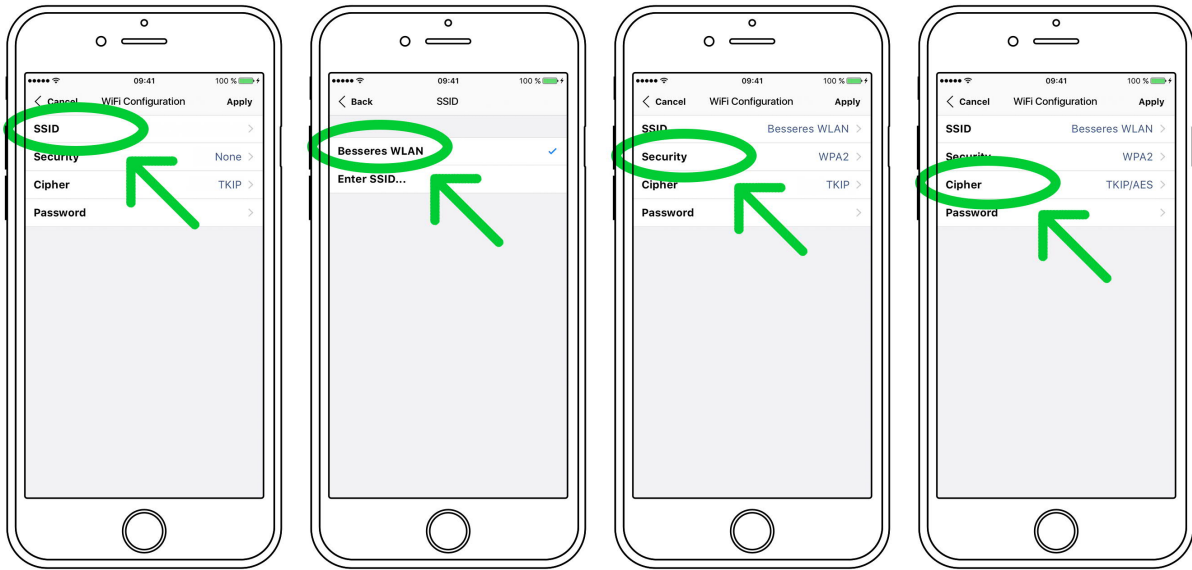 09:41 100 %
Cancel WiFi Configuration Apply
SSID
Security None
Cipher TKIP
Password
09:41 100 %
Back SSID
Besseres WLAN
Enter SSID...
09:41 100 %
Cancel WiFi Configuration Apply
SSID Besseres WLAN
Security WPA2
Cipher TKIP
Password
09:41 100 %
Cancel WiFi Configuration Apply
SSID Besseres WLAN
Security WPA2
Cipher TKIP/AES
Password